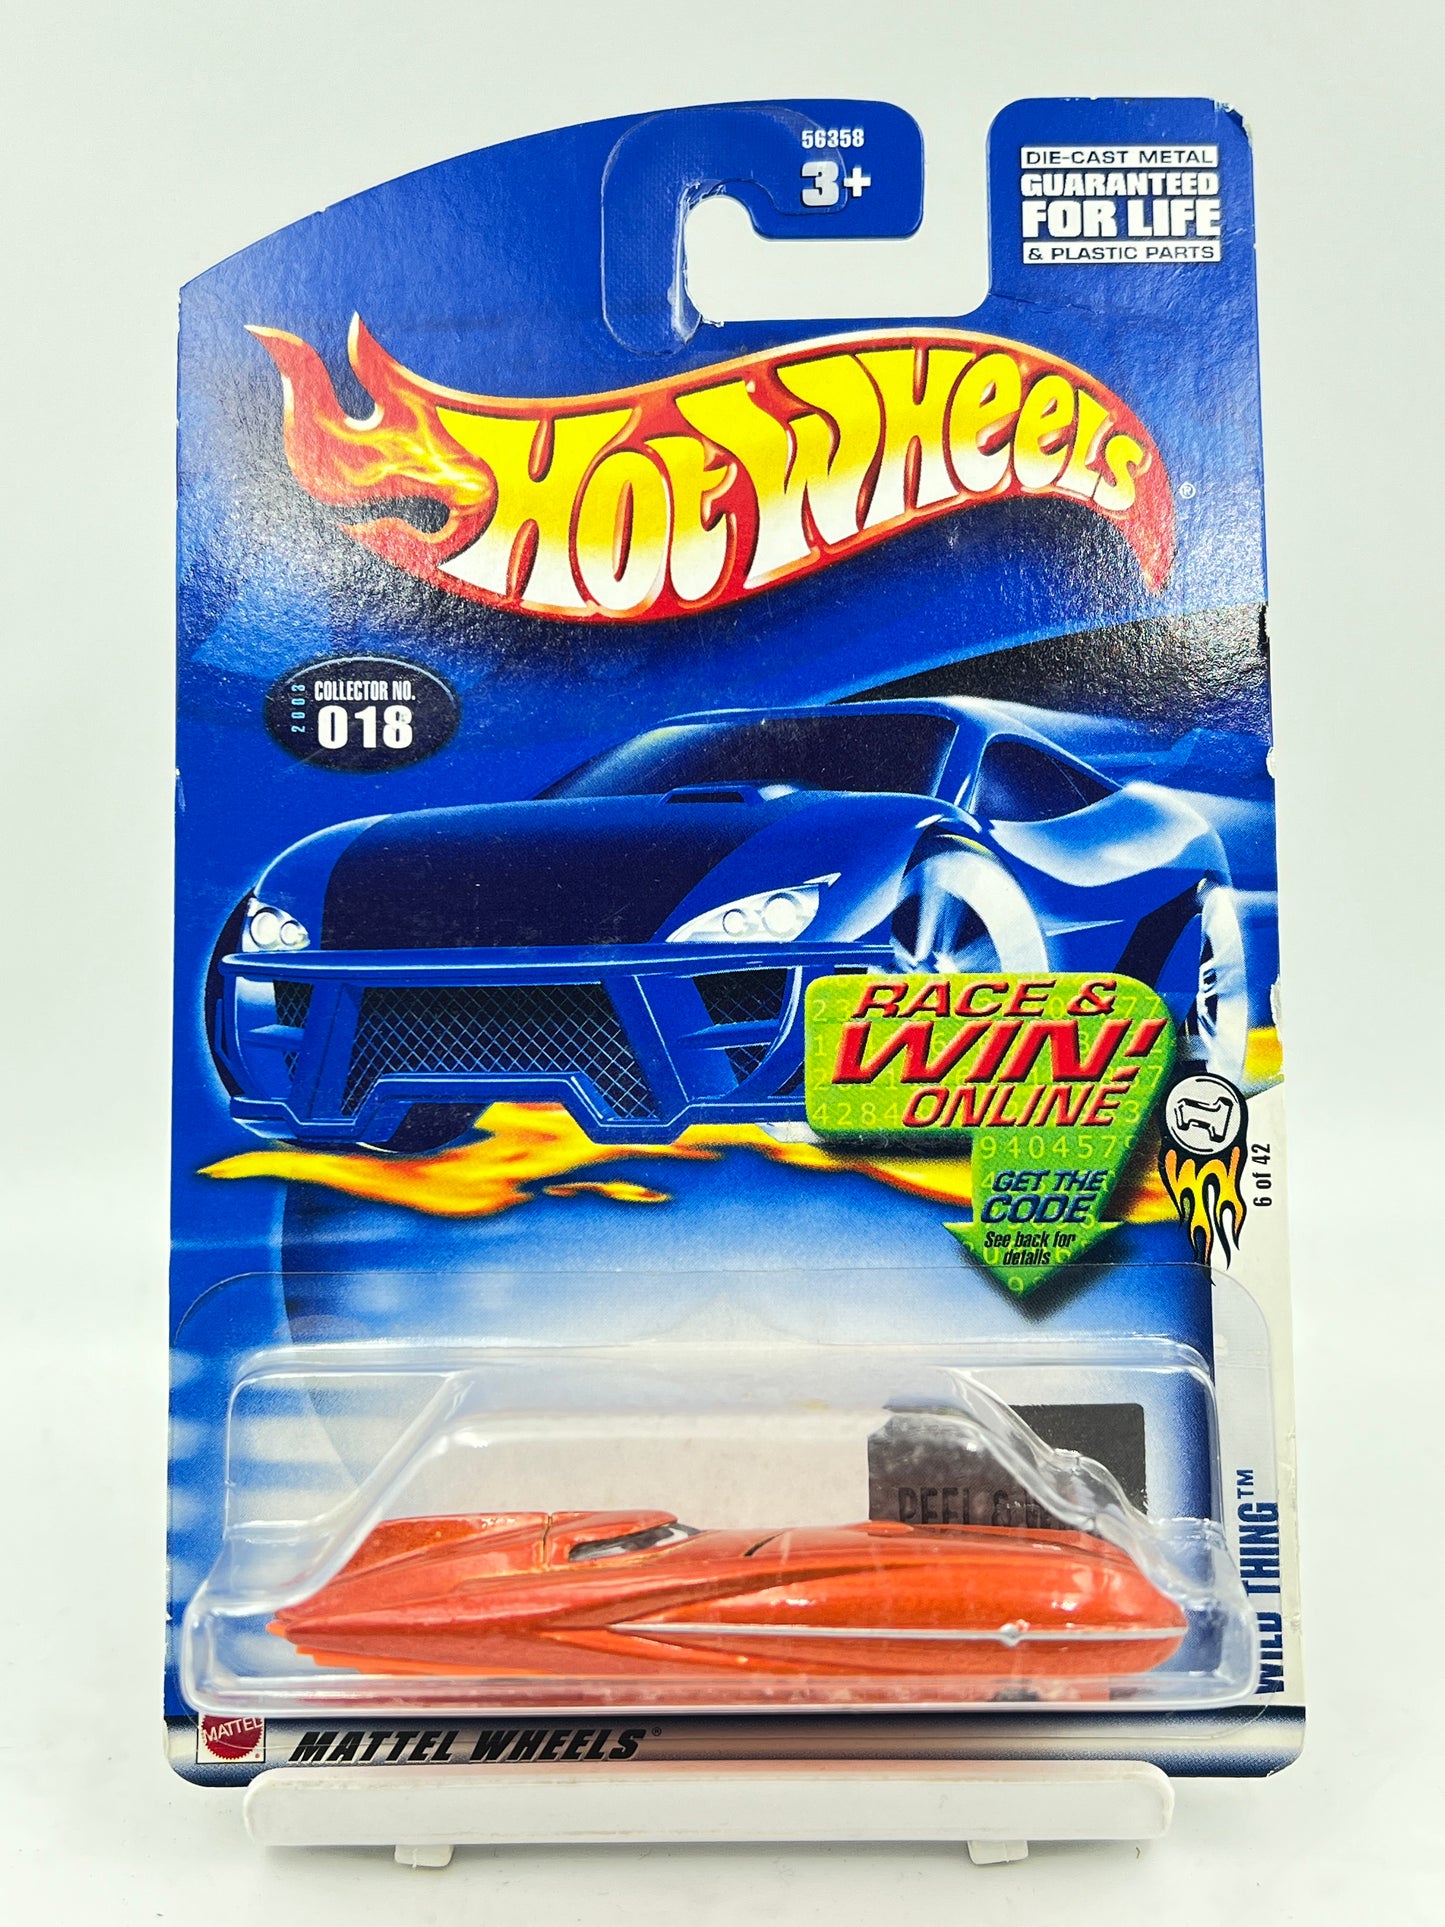 56358
3+
DIE-CAST METAL
GUARANTEED
FOR LIFE
& PLASTIC PARTS
HOT WHEELS®
2003
COLLECTOR NO.
018
RACE &
WIN!
ONLINE
GET THE
CODE
See back for
details
6 of 42
WILD THING™
PEEL &
MATTEL
MATTEL WHEELS®